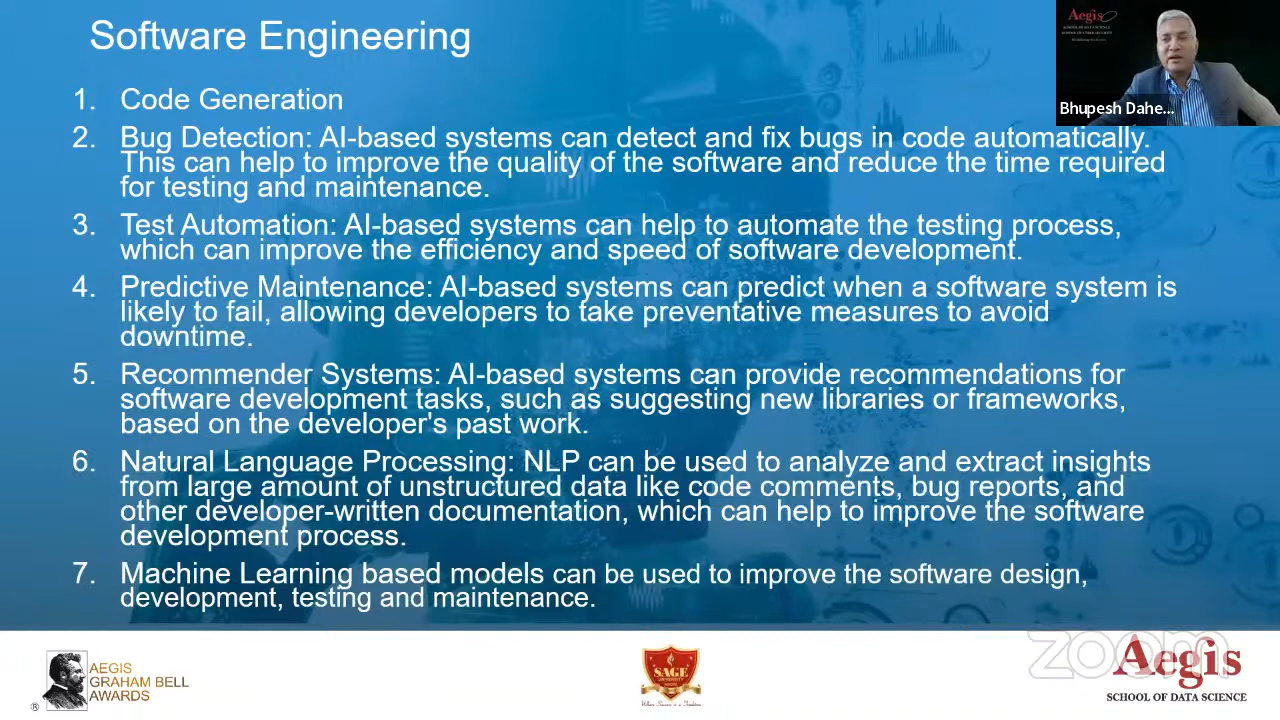 Software Engineering
1. Code Generation
2. Bug Detection: AI-based systems can detect and fix bugs in code automatically.
This can help to improve the quality of the software and reduce the time required
for testing and maintenance.
3. Test Automation: AI-based systems can help to automate the testing process,
which can improve the efficiency and speed of software development.
4. Predictive Maintenance: AI-based systems can predict when a software system is
likely to fail, allowing developers to take preventative measures to avoid
downtime.
5. Recommender Systems: AI-based systems can provide recommendations for
software development tasks, such as suggesting new libraries or frameworks,
based on the developer's past work.
6. Natural Language Processing: NLP can be used to analyze and extract insights
from large amount of unstructured data like code comments, bug reports, and
other developer-written documentation, which can help to improve the software
development process.
7. Machine Learning based models can be used to improve the software design,
development, testing and maintenance.
Aegis
Bhupesh Dahe...
AEGIS
GRAHAM BELL
AWARDS
®
SAGE
UNIVERSITY
zoom
Aegis
SCHOOL OF DATA SCIENCE